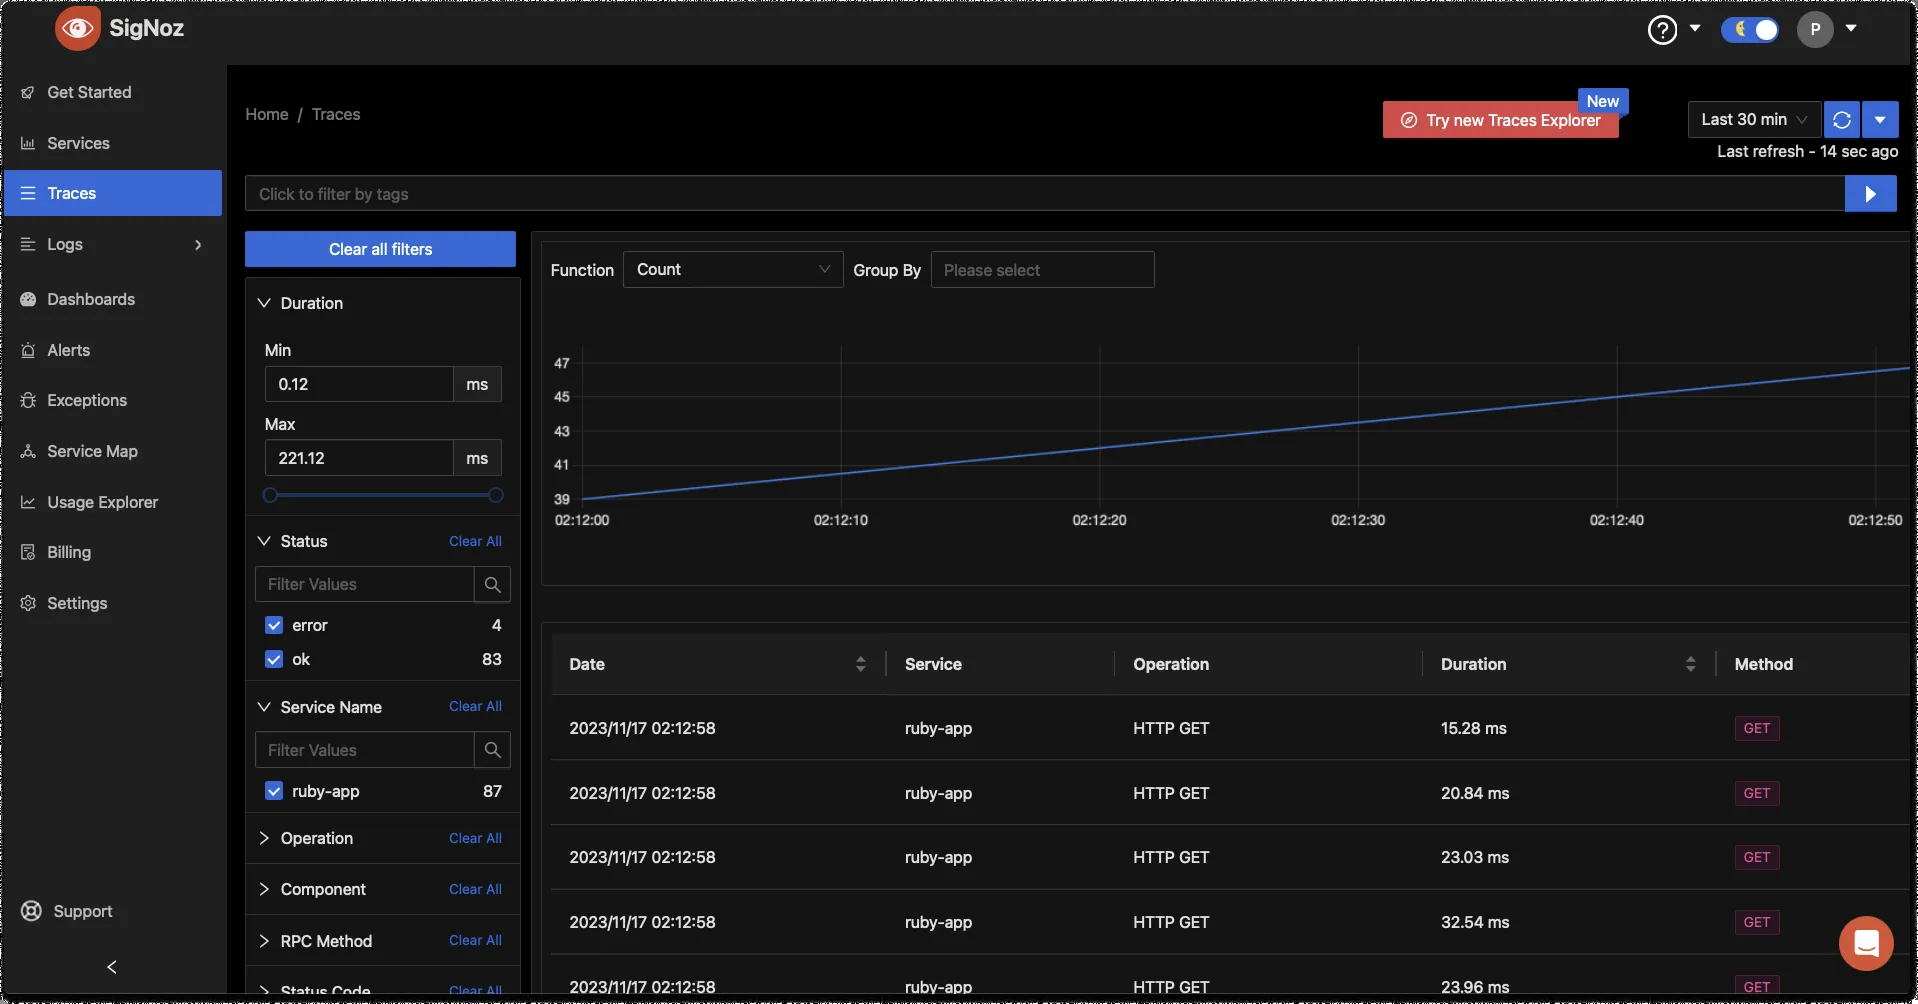 SigNoz
P
Get Started
Services
Traces
Logs
Dashboards
Alerts
Exceptions
Service Map
Usage Explorer
Billing
Settings
Support
Home / Traces
New
Try new Traces Explorer
Last 30 min
Last refresh - 14 sec ago
Click to filter by tags
Clear all filters
Duration
Min
0.12 ms
Max
221.12 ms
Status Clear All
Filter Values
error 4
ok 83
Service Name Clear All
Filter Values
ruby-app 87
Operation Clear All
Component Clear All
RPC Method Clear All
Status Code Clear All
Function Count Group By Please select
47
45
43
41
39
02:12:00 02:12:10 02:12:20 02:12:30 02:12:40 02:12:50
Date Service Operation Duration Method
2023/11/17 02:12:58 ruby-app HTTP GET 15.28 ms GET
2023/11/17 02:12:58 ruby-app HTTP GET 20.84 ms GET
2023/11/17 02:12:58 ruby-app HTTP GET 23.03 ms GET
2023/11/17 02:12:58 ruby-app HTTP GET 32.54 ms GET
2023/11/17 02:12:58 ruby-app HTTP GET 23.96 ms GET